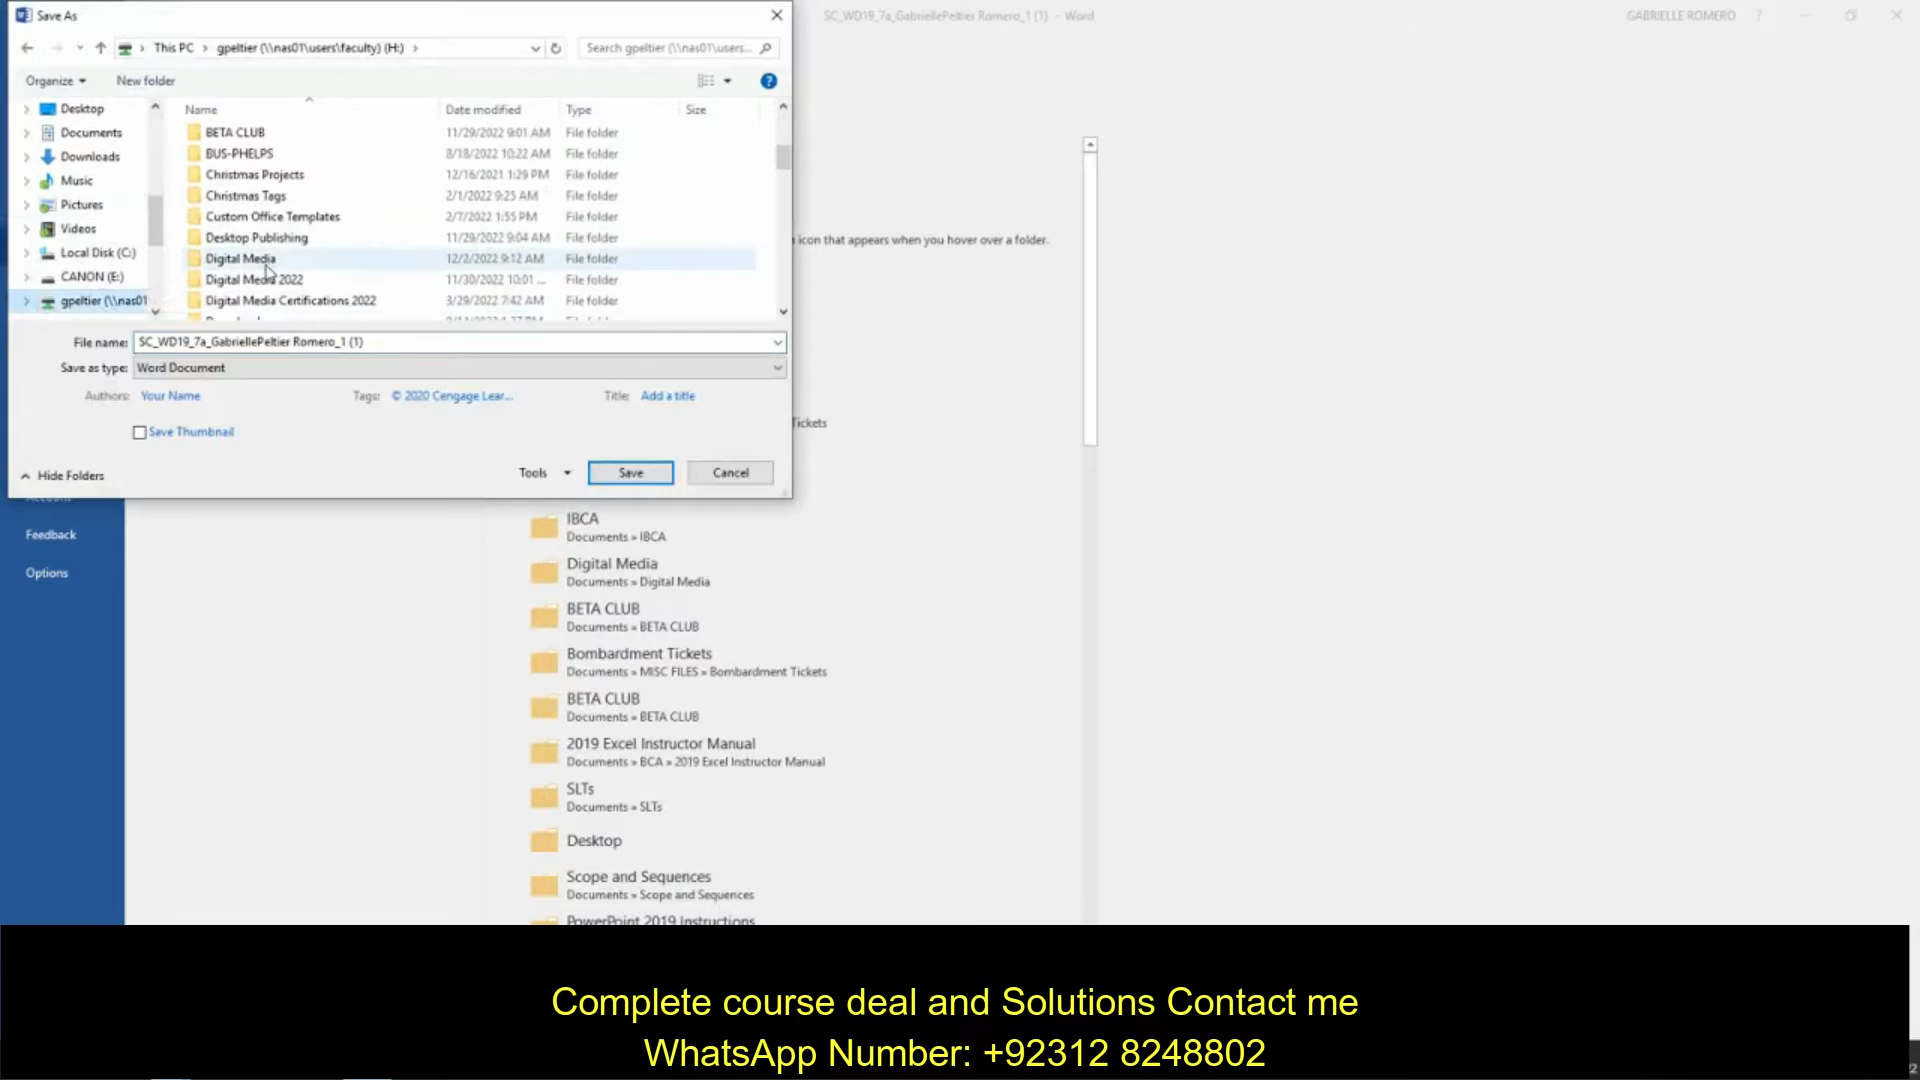 Save As
SC_WD19_7a_GabriellePeltier Romero_1 (1) - Word
GABRIELLE ROMERO
This PC > gpeltier (\\nas01\users\faculty) (H:) >
Search gpeltier (\\nas01\users...
Organize
New folder
Name
Date modified
Type
Size
Desktop
Documents
Downloads
Music
Pictures
Videos
Local Disk (C:)
CANON (E:)
gpeltier (\\nas01
BETA CLUB 11/29/2022 9:01 AM File folder
BUS-PHELPS 8/18/2022 10:22 AM File folder
Christmas Projects 12/16/2021 1:29 PM File folder
Christmas Tags 2/1/2022 9:25 AM File folder
Custom Office Templates 2/7/2022 1:55 PM File folder
Desktop Publishing 11/29/2022 9:04 AM File folder
Digital Media 12/2/2022 9:12 AM File folder
Digital Media 2022 11/30/2022 10:01 ... File folder
Digital Media Certifications 2022 3/29/2022 7:42 AM File folder
File name: SC_WD19_7a_GabriellePeltier Romero_1 (1)
Save as type: Word Document
Authors: Your Name
Tags: © 2020 Cengage Lear...
Title: Add a title
Save Thumbnail
Hide Folders
Tools
Save
Cancel
icon that appears when you hover over a folder.
Tickets
Account
Feedback
Options
IBCA
Documents » IBCA
Digital Media
Documents » Digital Media
BETA CLUB
Documents » BETA CLUB
Bombardment Tickets
Documents » MISC FILES » Bombardment Tickets
BETA CLUB
Documents » BETA CLUB
2019 Excel Instructor Manual
Documents » BCA » 2019 Excel Instructor Manual
SLTs
Documents » SLTs
Desktop
Scope and Sequences
Documents » Scope and Sequences
PowerPoint 2019 Instructions
Complete course deal and Solutions Contact me
WhatsApp Number: +92312 8248802